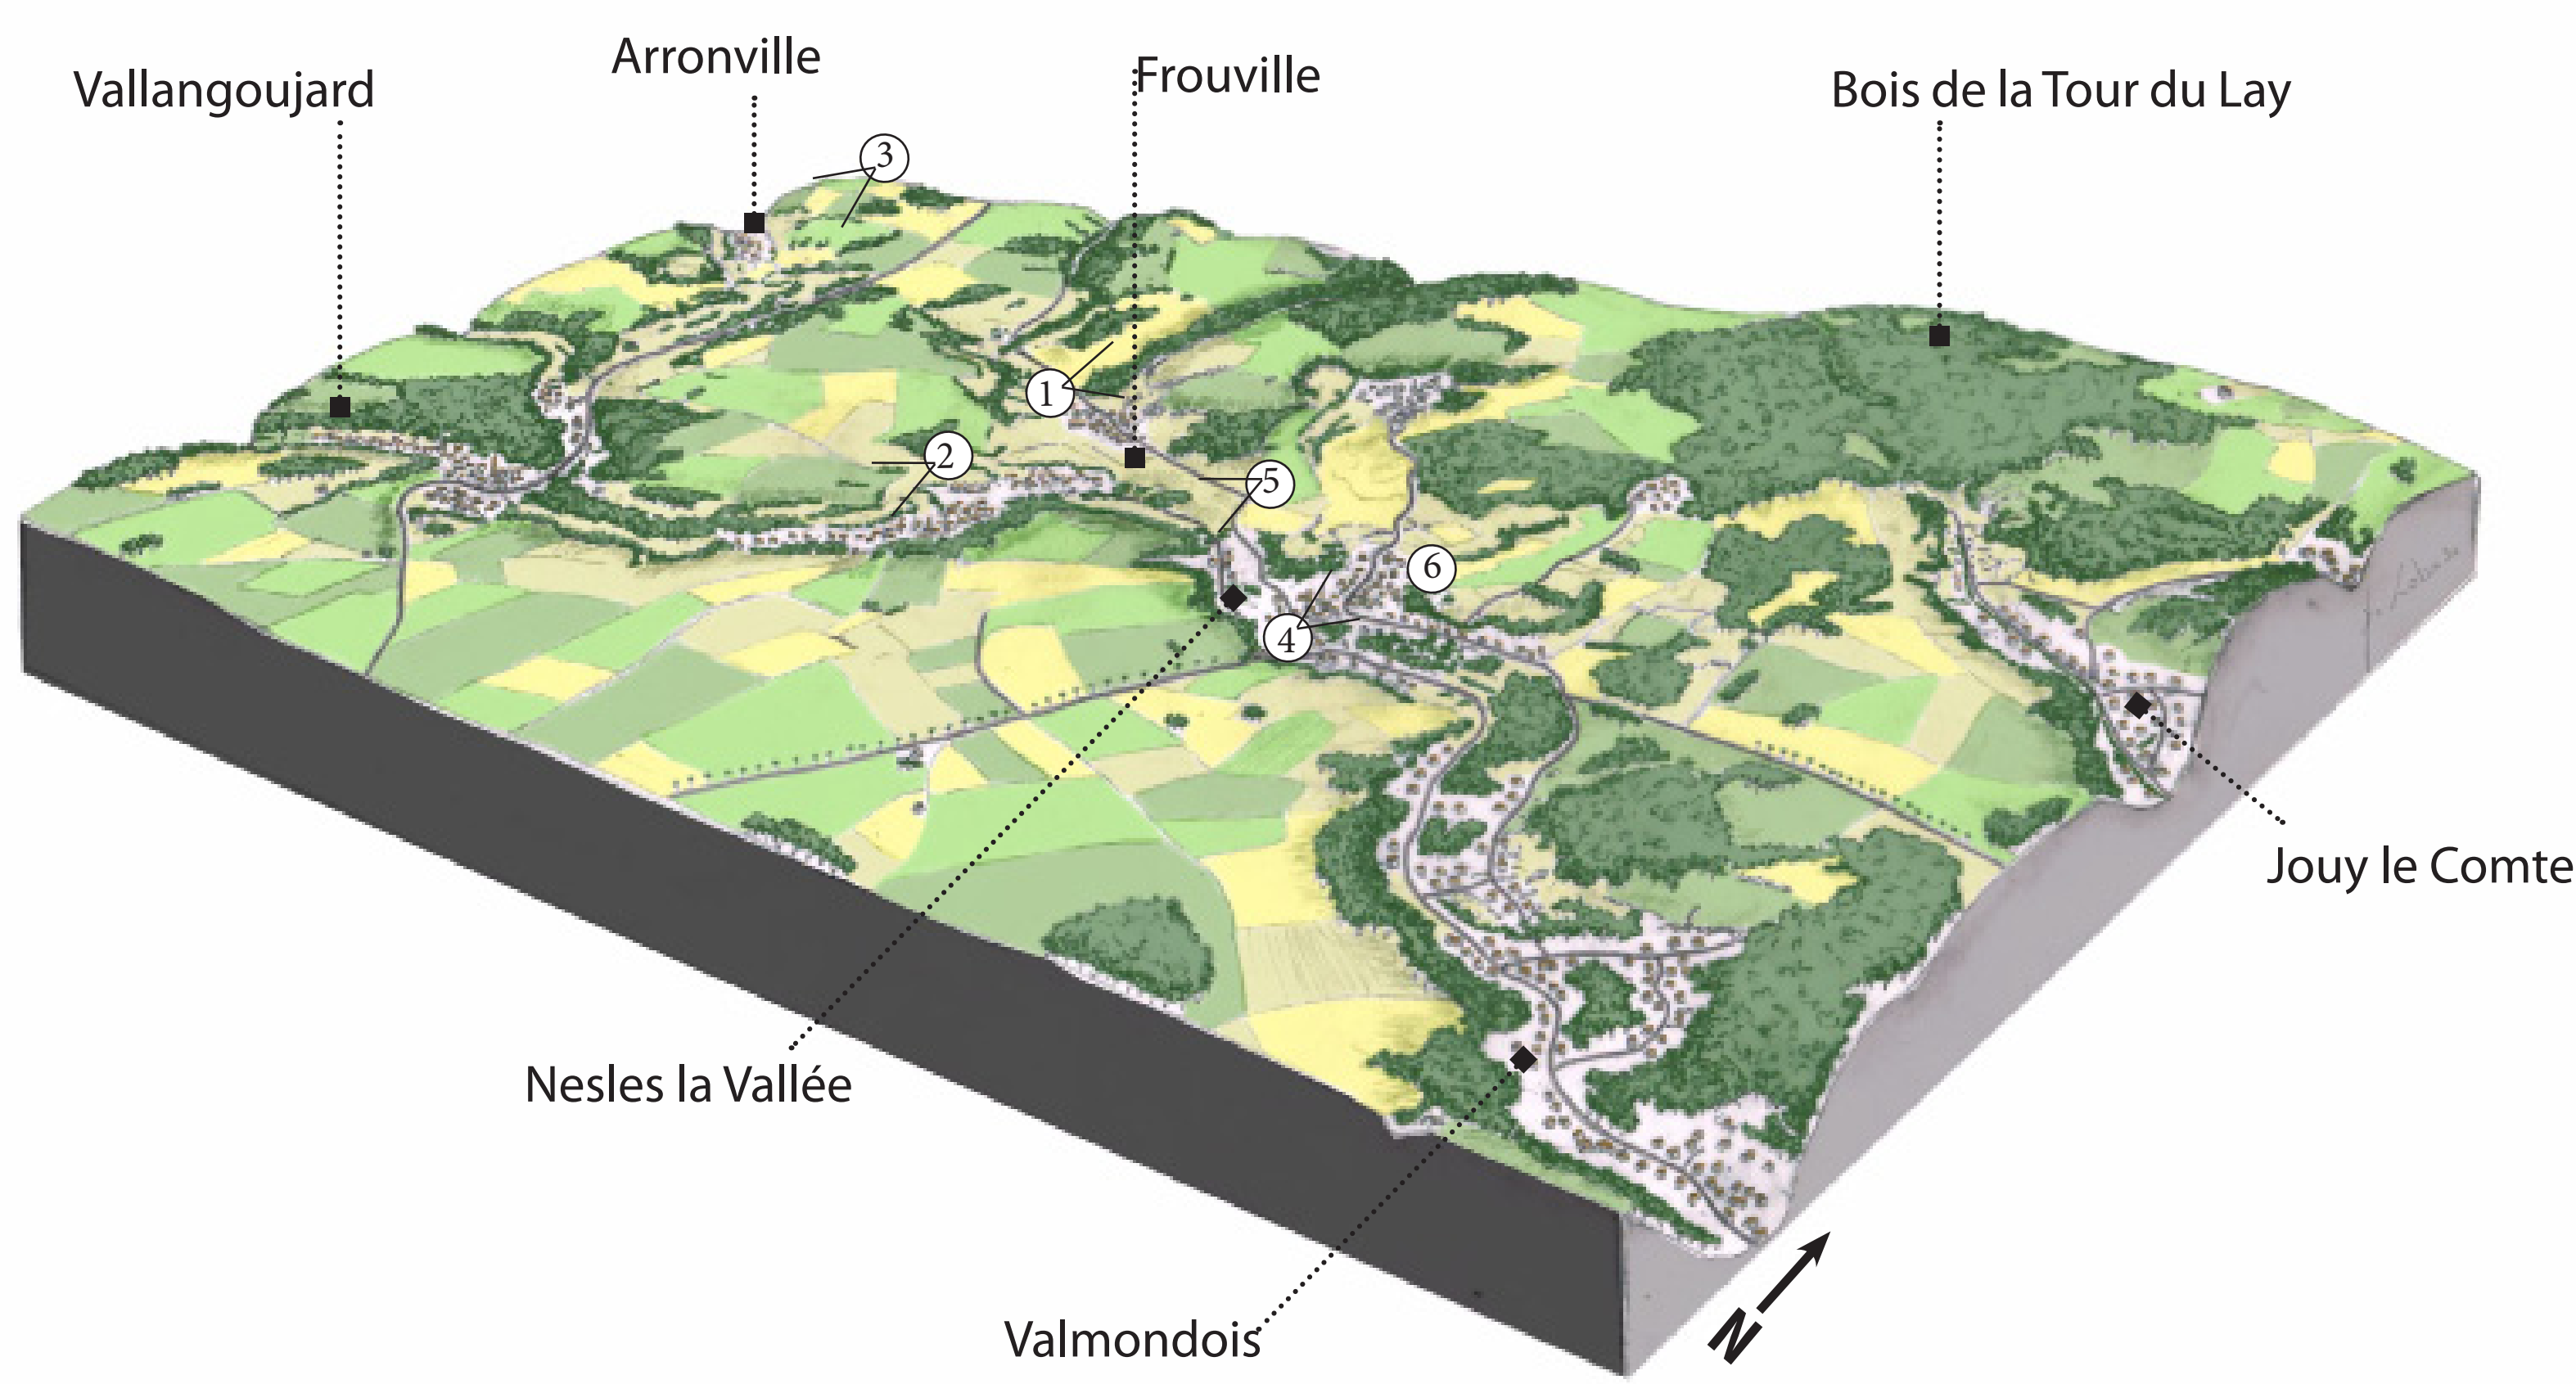 Arronville
Frouville
Vallangoujard
Bois de la Tour du Lay
3
1
2
5
6
4
Jouy le Comte
Nesles la Vallée
Valmondois
N